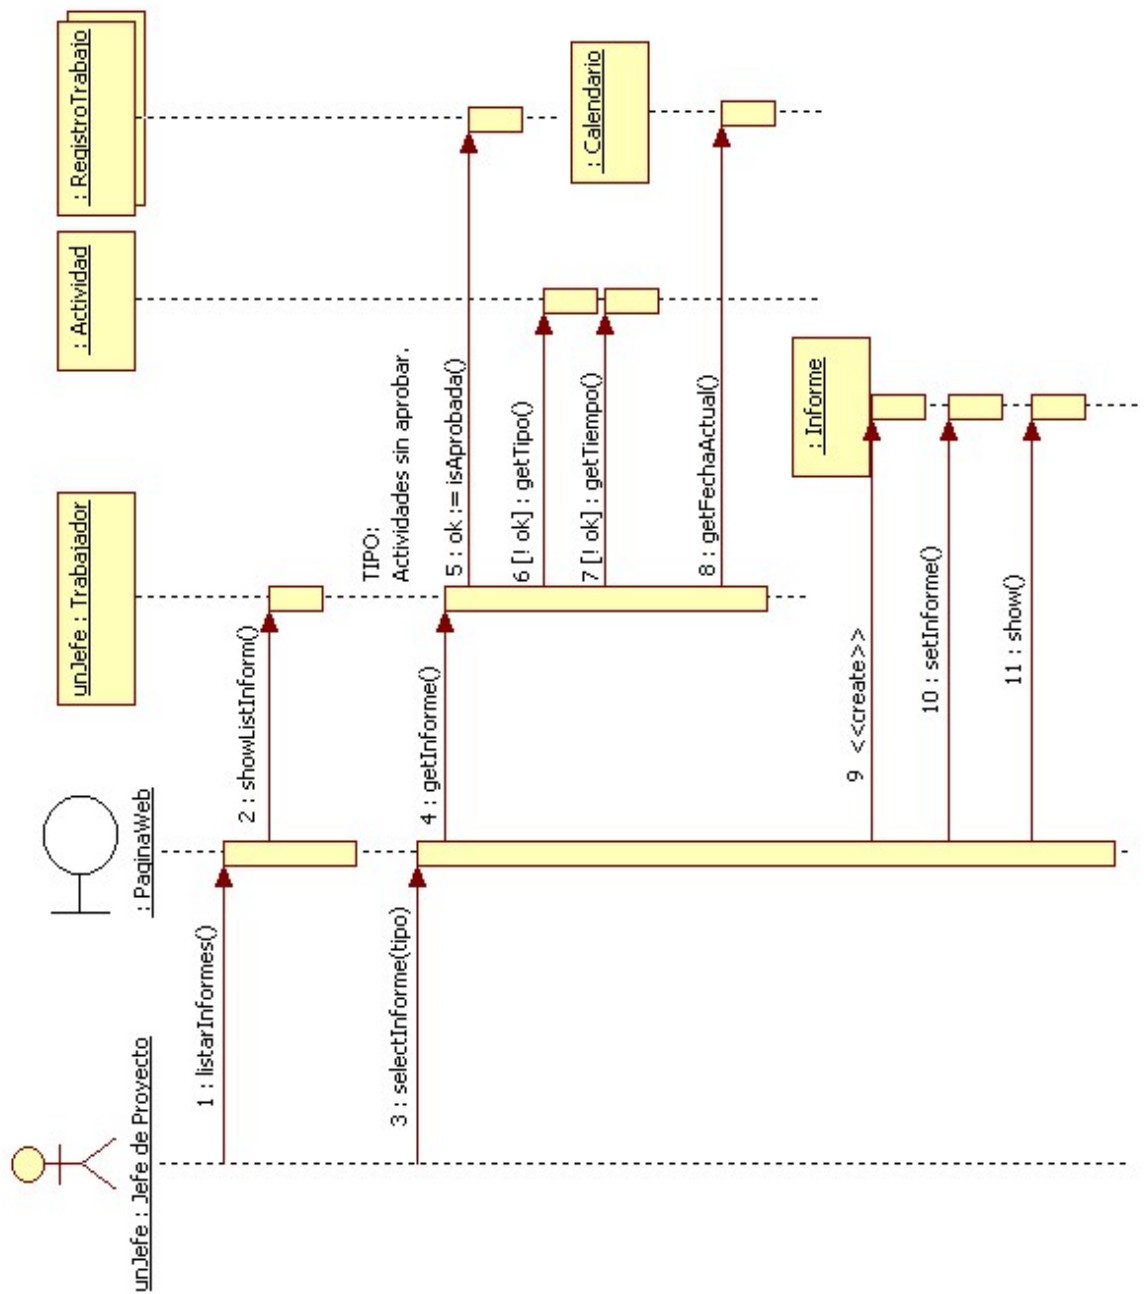 unJefe : Jefe de Proyecto
: PaginaWeb
unJefe : Trabajador
: Actividad
: RegistroTrabajo
1 : listarInformes()
2 : showListInform()
TIPO:
Actividades sin aprobar.
3 : selectInforme(tipo)
4 : getInforme()
5 : ok := isAprobada()
6 [! ok] : getTipo()
7 [! ok] : getTiempo()
: Calendario
8 : getFechaActual()
: Informe
9 <<create>>
10 : setInforme()
11 : show()